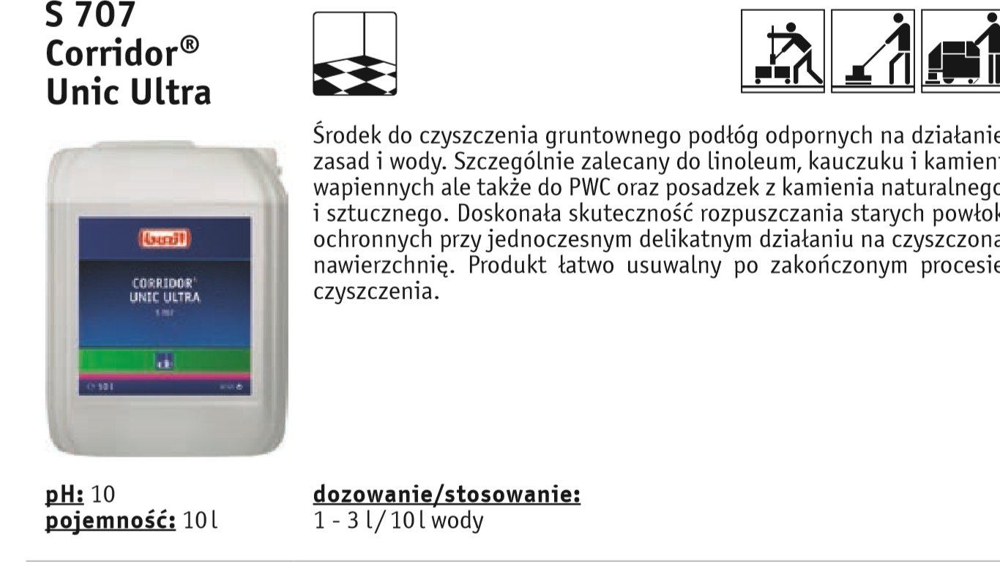 S 707
Corridor®
Unic Ultra
Środek do czyszczenia gruntownego podłóg odpornych na działanie
zasad i wody. Szczególnie zalecany do linoleum, kauczuku i kamieni
wapiennych ale także do PWC oraz posadzek z kamienia naturalnego
i sztucznego. Doskonała skuteczność rozpuszczania starych powłok
ochronnych przy jednoczesnym delikatnym działaniu na czyszczoną
nawierzchnię. Produkt łatwo usuwalny po zakończonym procesie
czyszczenia.
buzil
CORRIDOR®
UNIC ULTRA
S 707
10 l
pH: 10
pojemność: 10 l
dozowanie/stosowanie:
1 - 3 l/ 10 l wody